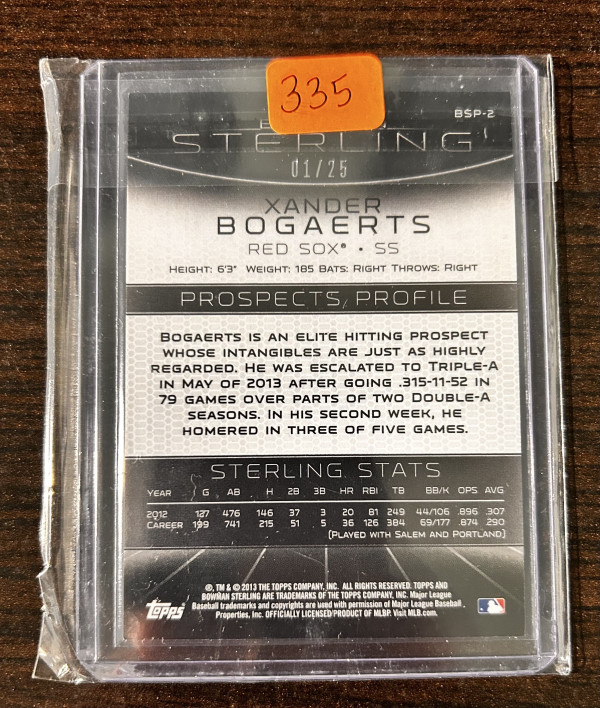 335
BSP-2
STERLING
01/25
XANDER
BOGAERTS
RED SOX® • SS
HEIGHT: 6'3" WEIGHT: 185 BATS: RIGHT THROWS: RIGHT
PROSPECTS PROFILE
BOGAERTS IS AN ELITE HITTING PROSPECT
WHOSE INTANGIBLES ARE JUST AS HIGHLY
REGARDED. HE WAS ESCALATED TO TRIPLE-A
IN MAY OF 2013 AFTER GOING .315-11-52 IN
79 GAMES OVER PARTS OF TWO DOUBLE-A
SEASONS. IN HIS SECOND WEEK, HE
HOMERED IN THREE OF FIVE GAMES.
STERLING STATS
YEAR G AB H 2B 3B HR RBI TB BB/K OPS AVG
2012 127 476 146 37 3 20 81 249 44/106 .896 .307
CAREER 199 741 215 51 5 36 126 384 69/177 .874 .290
(PLAYED WITH SALEM AND PORTLAND)
®, TM & © 2013 THE TOPPS COMPANY, INC. ALL RIGHTS RESERVED. TOPPS AND
BOWMAN STERLING ARE TRADEMARKS OF THE TOPPS COMPANY, INC. Major League
Baseball trademarks and copyrights are used with permission of Major League Baseball
Properties, Inc. OFFICIALLY LICENSED PRODUCT OF MLBP. Visit MLB.com.
Topps